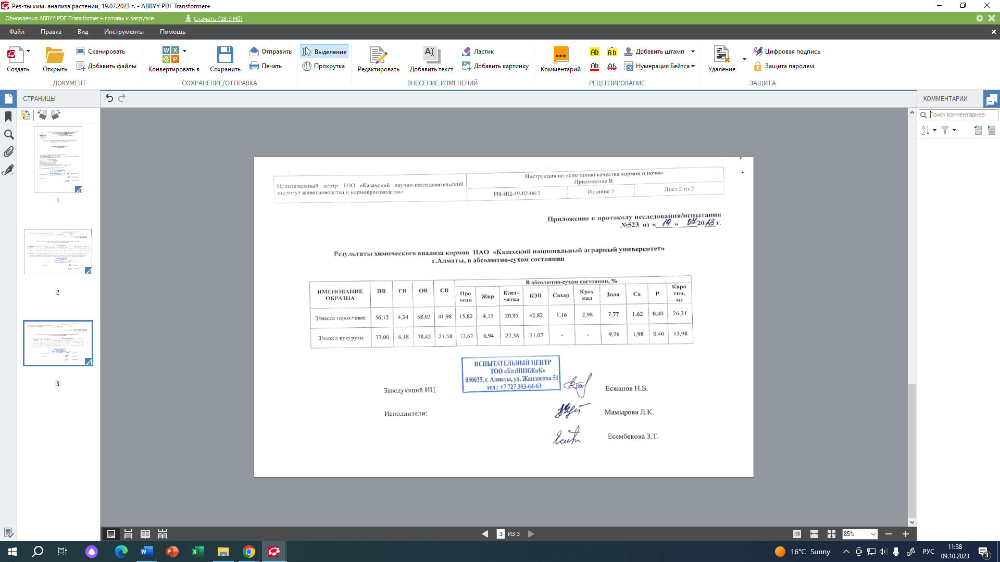 Рез-ты хим. анализа растении, 19.07.2023 г. - ABBYY PDF Transformer+
Обновления ABBYY PDF Transformer+ готовы к загрузке. Скачать (18,9 Мб)
Файл Правка Вид Инструменты Помощь
Создать Открыть Сканировать Добавить файлы
ДОКУМЕНТ
Конвертировать в Сохранить Отправить Печать
СОХРАНЕНИЕ/ОТПРАВКА
Выделение
Прокрутка
Редактировать Добавить текст Ластик Добавить картинку
ВНЕСЕНИЕ ИЗМЕНЕНИЙ
Комментарий Добавить штамп Нумерация Бейтса
РЕЦЕНЗИРОВАНИЕ
Удаление Цифровая подпись Защита паролем
ЗАЩИТА
СТРАНИЦЫ
КОММЕНТАРИИ
Поиск комментариев
1
2
3
Испытательный центр ТОО «Казахский научно-исследовательский
институт животноводства и кормопроизводства»
Инструкция по испытанию качества кормов и почвы
Приложение В
РИ-ИЦ-19-02-06/2 Издание 3 Лист 2 из 2
Приложение к протоколу исследования/испытания
№523 от «19» 07 2023 г.
Результаты химического анализа кормов НАО «Казахский национальный аграрный университет»
г.Алматы, в абсолютно-сухом состоянии
ИМЕНОВАНИЕ ОБРАЗЦА ПВ ГВ ОВ СВ В абсолютно-сухом состоянии, %
Протеин Жир Клет-чатка БЭВ Сахар Крахмал Зола Са Р Каротин, мг
З/масса горох+овес 56,12 4,34 58,02 41,98 15,82 4,15 20,95 42,82 1,16 2,98 7,77 1,62 0,40 26,31
З/масса кукурузы 77,00 6,18 78,42 21,58 12,67 6,94 27,58 31,07 - - 9,76 1,98 0,40 13,98
ИСПЫТАТЕЛЬНЫЙ ЦЕНТР
ТОО «КазНИИЖиК»
050035, г. Алматы, ул. Жандосова 51
тел.: +7 727 303-64-63
Заведующий ИЦ Есжанов Н.Б.
Исполнители: Мамырова Л.К.
Есембекова З.Т.
3 ИЗ 3
85%
16°C Sunny
РУС
11:38
09.10.2023
3